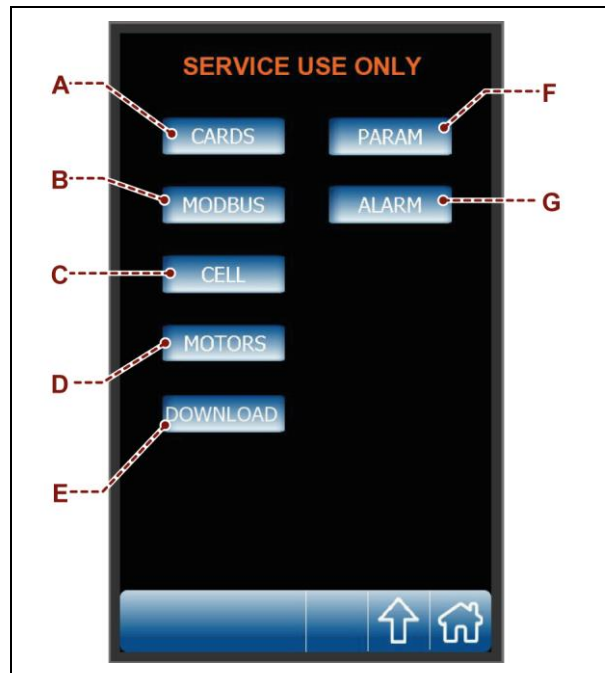 SERVICE USE ONLY
A
CARDS
PARAM
F
B
MODBUS
ALARM
G
C
CELL
D
MOTORS
E
DOWNLOAD